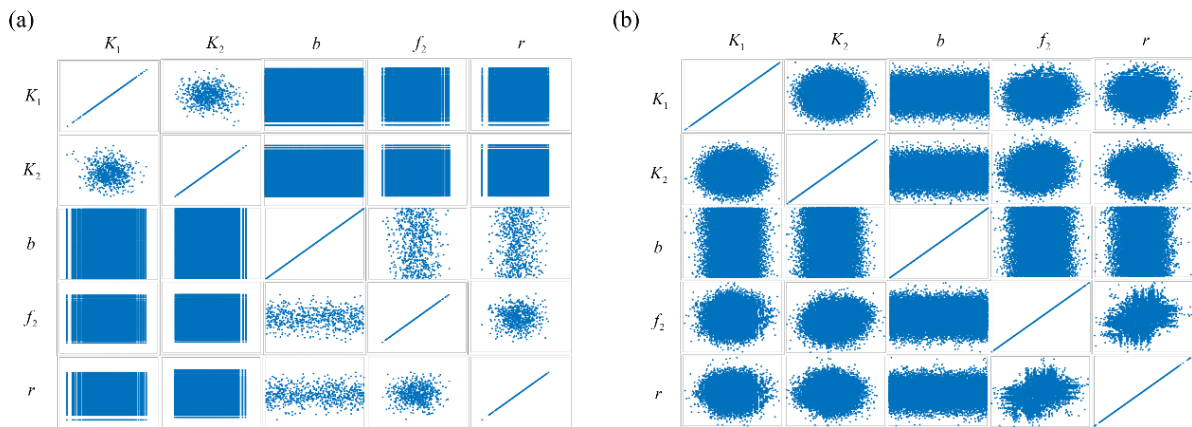 (a)
K₁ K₂ b f₂ r
K₁
K₂
b
f₂
r
(b)
K₁ K₂ b f₂ r
K₁
K₂
b
f₂
r